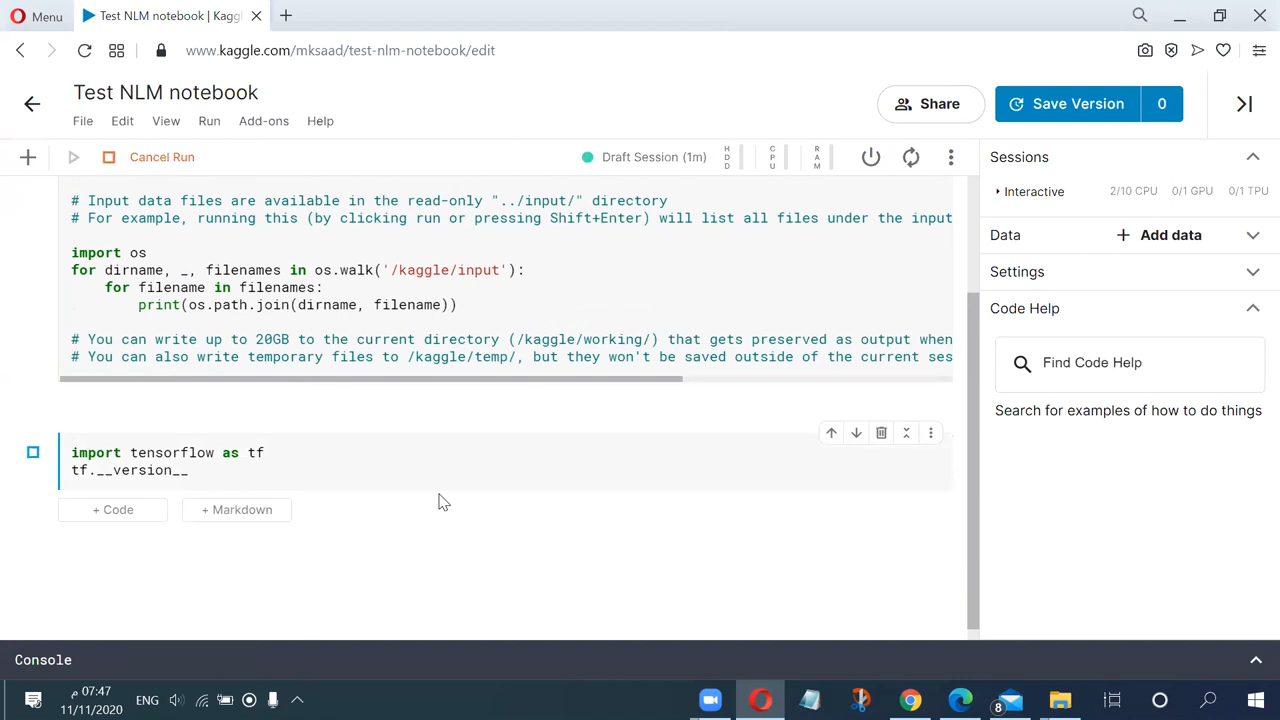 Menu
Test NLM notebook | Kagg
www.kaggle.com/mksaad/test-nlm-notebook/edit
Test NLM notebook
File Edit View Run Add-ons Help
Share
Save Version 0
Cancel Run
Draft Session (1m)
HDD
CPU
RAM
# Input data files are available in the read-only "../input/" directory
# For example, running this (by clicking run or pressing Shift+Enter) will list all files under the input
import os
for dirname, _, filenames in os.walk('/kaggle/input'):
    for filename in filenames:
        print(os.path.join(dirname, filename))
# You can write up to 20GB to the current directory (/kaggle/working/) that gets preserved as output when
# You can also write temporary files to /kaggle/temp/, but they won't be saved outside of the current ses
import tensorflow as tf
tf.__version__
+ Code + Markdown
Sessions
Interactive 2/10 CPU 0/1 GPU 0/1 TPU
Data + Add data
Settings
Code Help
Find Code Help
Search for examples of how to do things
Console
07:47 م
11/11/2020
ENG
8